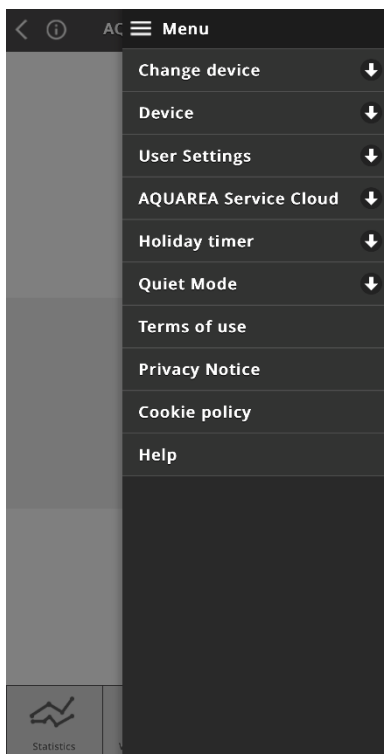 AQ Menu
Change device
Device
User Settings
AQUAREA Service Cloud
Holiday timer
Quiet Mode
Terms of use
Privacy Notice
Cookie policy
Help
Statistics